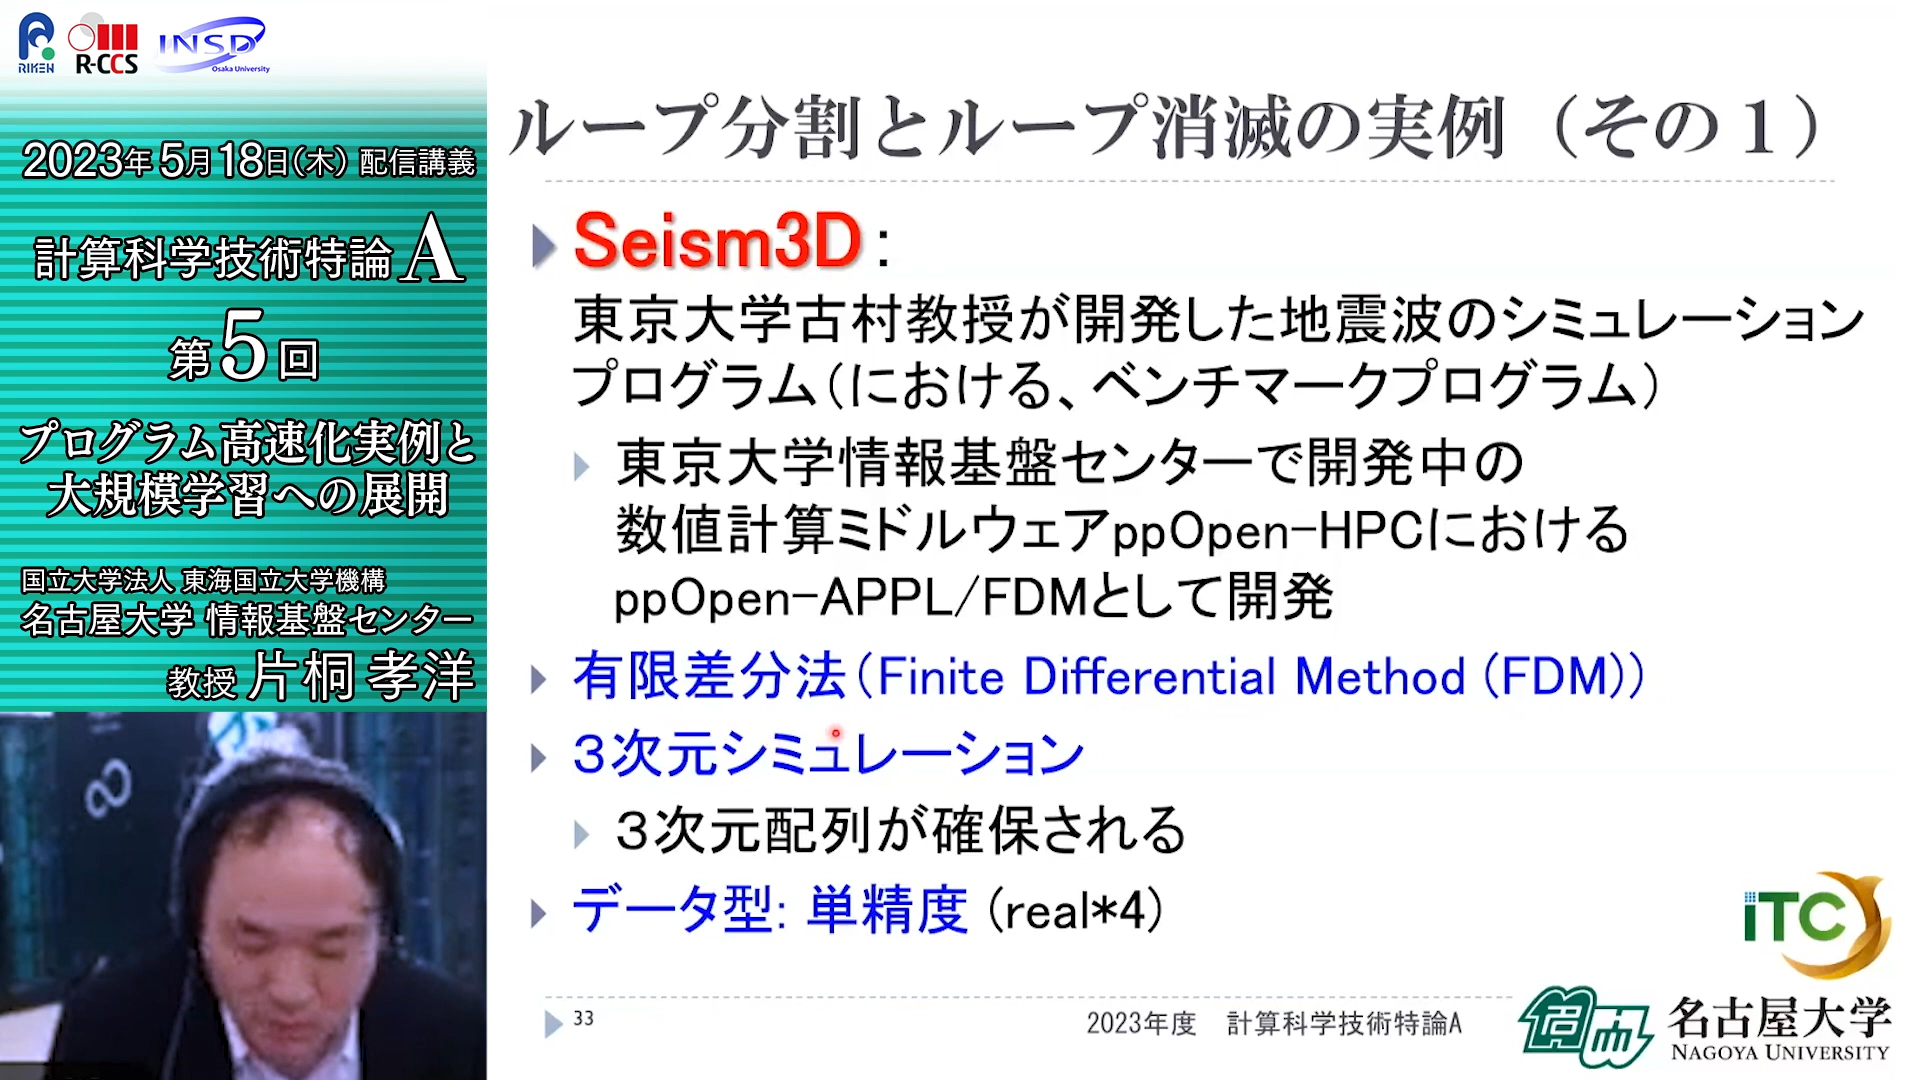 RIKEN
R-CCS
INSD
Osaka University
2023年5月18日(木) 配信講義
計算科学技術特論A
第5回
プログラム高速化実例と
大規模学習への展開
国立大学法人 東海国立大学機構
名古屋大学 情報基盤センター
教授 片桐 孝洋
ループ分割とループ消滅の実例（その１）
Seism3D：
東京大学古村教授が開発した地震波のシミュレーション
プログラム（における、ベンチマークプログラム）
東京大学情報基盤センターで開発中の
数値計算ミドルウェアppOpen-HPCにおける
ppOpen-APPL/FDMとして開発
有限差分法（Finite Differential Method (FDM)）
３次元シミュレーション
３次元配列が確保される
データ型: 単精度 (real*4)
33
2023年度　計算科学技術特論A
iTC
名古屋大学
NAGOYA UNIVERSITY